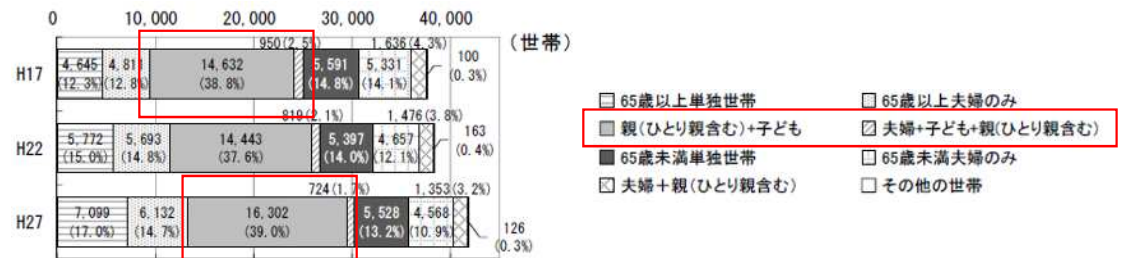 0 10,000 20,000 30,000 40,000
(世帯)
950(2.5%) 1,636(4.3%)
H17 4,645 4,811 14,632 5,591 5,331 100
(12.3%) (12.8%) (38.8%) (14.8%) (14.1%) (0.3%)
819(2.1%) 1,476(3.8%)
H22 5,772 5,693 14,443 5,397 4,657 163
(15.0%) (14.8%) (37.6%) (14.0%) (12.1%) (0.4%)
724(1.7%) 1,353(3.2%)
H27 7,099 6,132 16,302 5,528 4,568 126
(17.0%) (14.7%) (39.0%) (13.2%) (10.9%) (0.3%)
65歳以上単独世帯 65歳以上夫婦のみ
親(ひとり親含む)+子ども 夫婦+子ども+親(ひとり親含む)
65歳未満単独世帯 65歳未満夫婦のみ
夫婦+親(ひとり親含む) その他の世帯